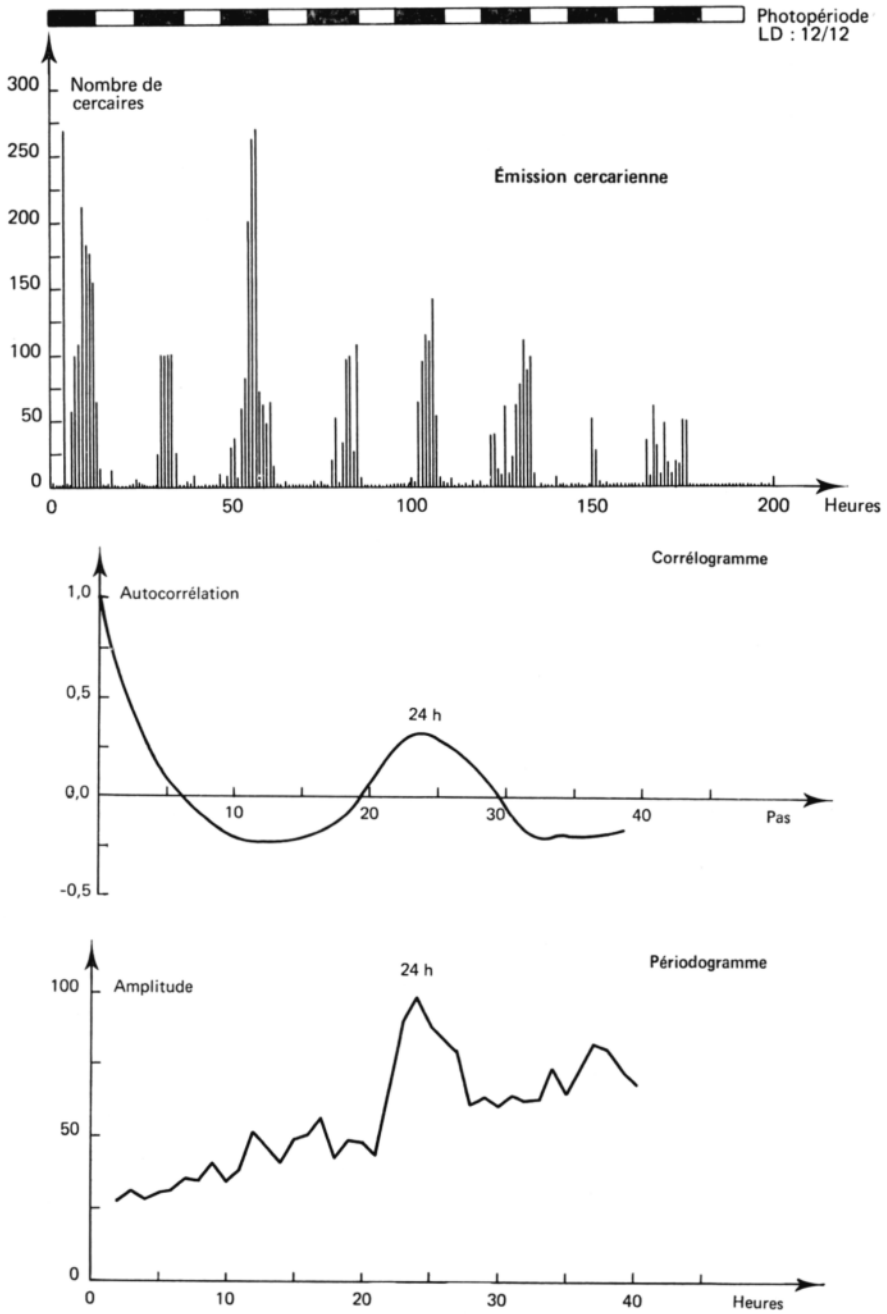 Photopériode
LD : 12/12
Nombre de
cercaires
300
250
200
150
100
50
0
Émission cercarienne
0
50
100
150
200
Heures
Corrélogramme
Autocorrélation
1,0
0,5
0,0
-0,5
24 h
10
20
30
40
Pas
Périodogramme
Amplitude
24 h
100
50
0
0
10
20
30
40
Heures